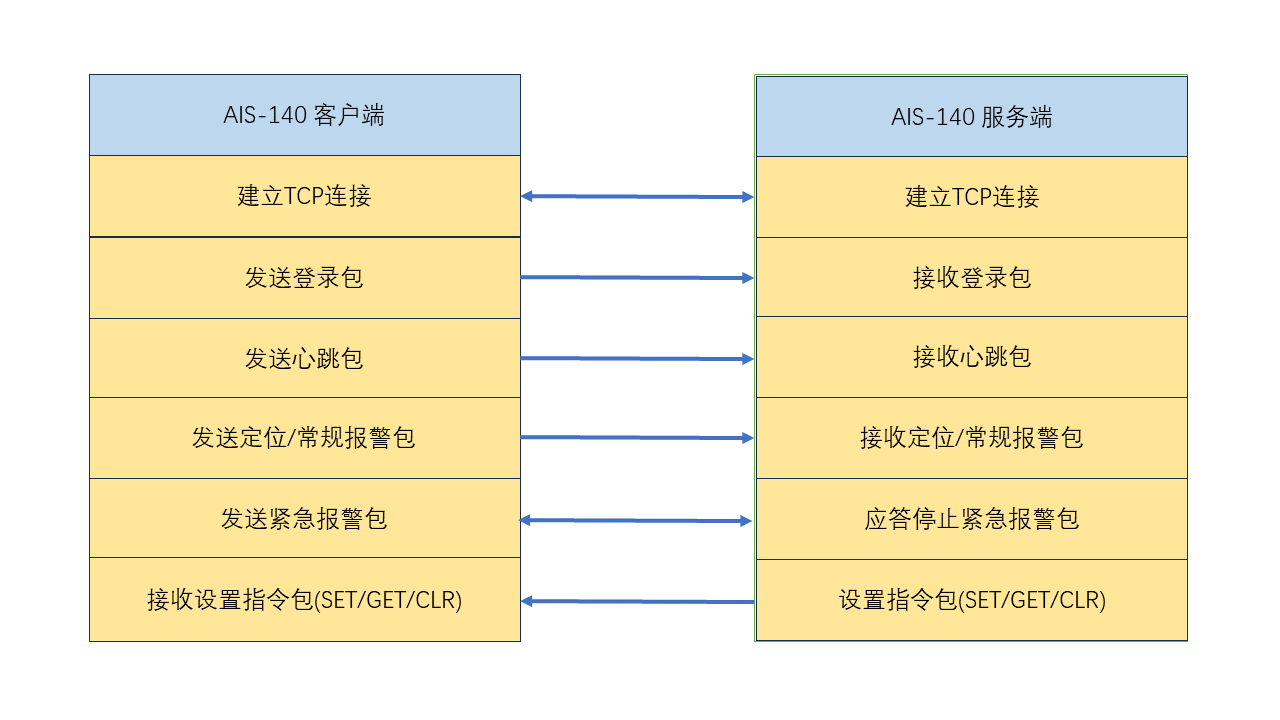 AIS-140 客户端
AIS-140 服务端
建立TCP连接
建立TCP连接
发送登录包
接收登录包
发送心跳包
接收心跳包
发送定位/常规报警包
接收定位/常规报警包
发送紧急报警包
应答停止紧急报警包
接收设置指令包(SET/GET/CLR)
设置指令包(SET/GET/CLR)